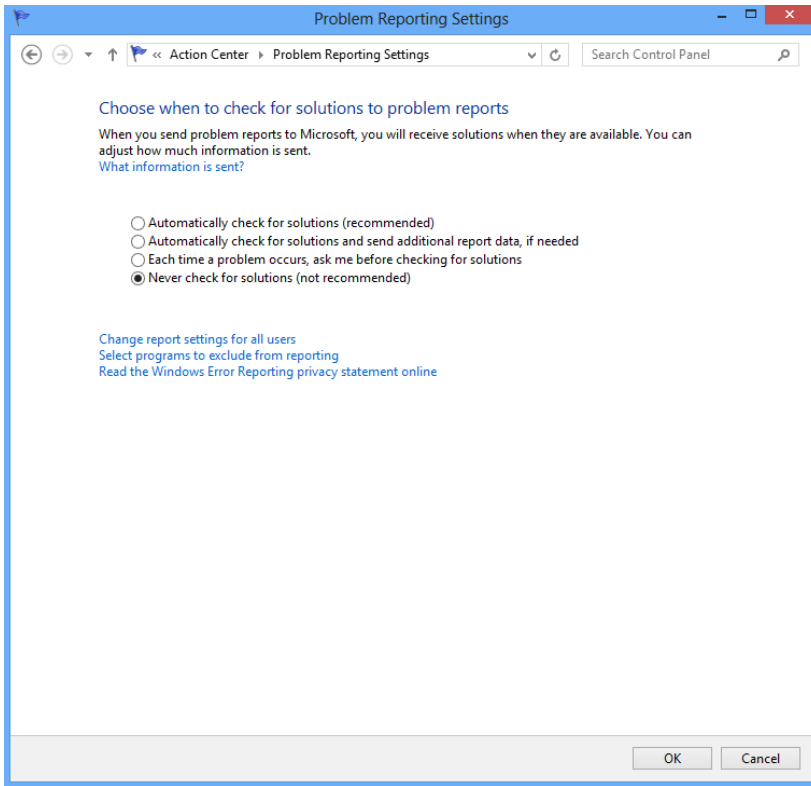 Problem Reporting Settings
« Action Center Problem Reporting Settings
Search Control Panel
Choose when to check for solutions to problem reports
When you send problem reports to Microsoft, you will receive solutions when they are available. You can
adjust how much information is sent.
What information is sent?
Automatically check for solutions (recommended)
Automatically check for solutions and send additional report data, if needed
Each time a problem occurs, ask me before checking for solutions
Never check for solutions (not recommended)
Change report settings for all users
Select programs to exclude from reporting
Read the Windows Error Reporting privacy statement online
OK Cancel